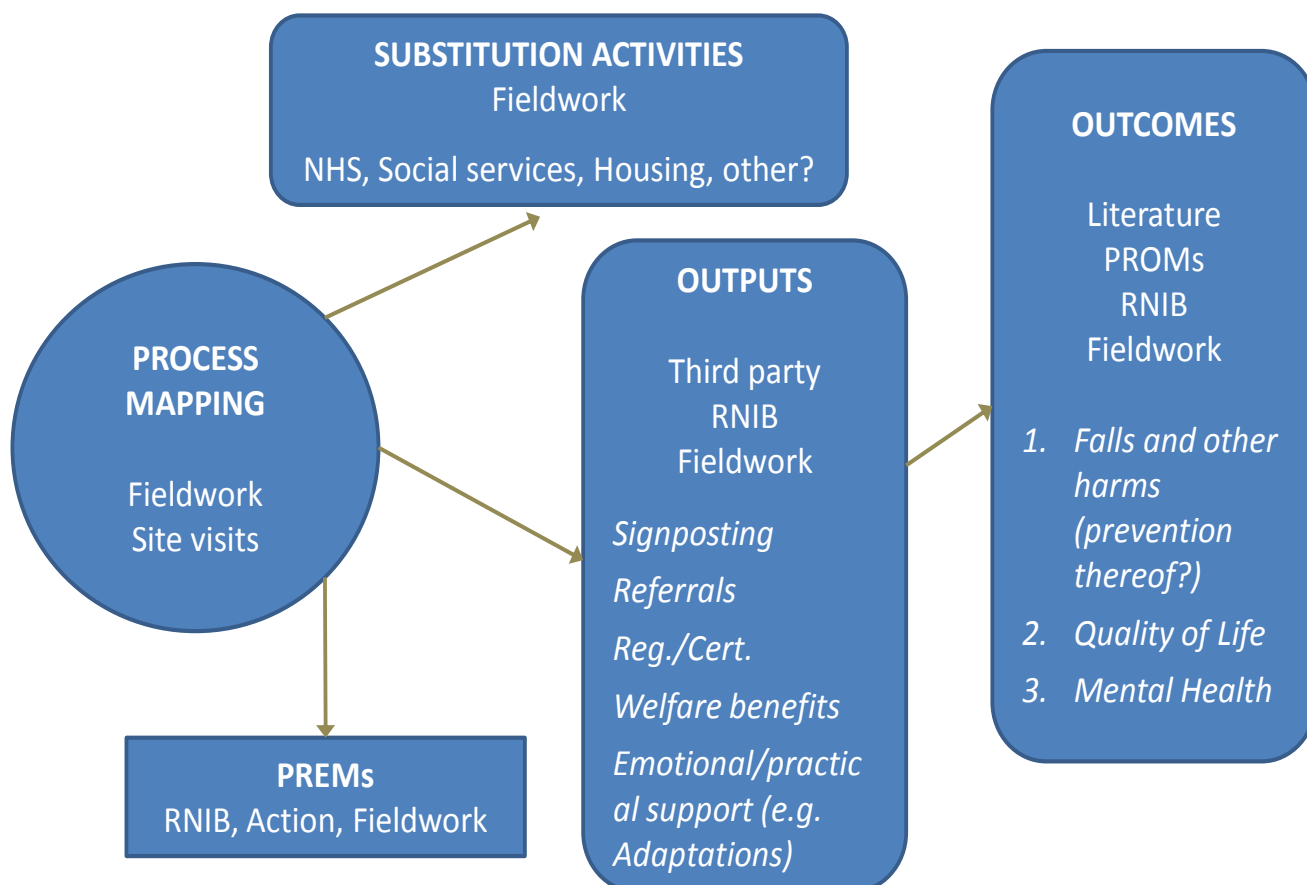 SUBSTITUTION ACTIVITIES
Fieldwork
NHS, Social services, Housing, other?
PROCESS
MAPPING
Fieldwork
Site visits
PREMs
RNIB, Action, Fieldwork
OUTPUTS
Third party
RNIB
Fieldwork
Signposting
Referrals
Reg./Cert.
Welfare benefits
Emotional/practic
al support (e.g.
Adaptations)
OUTCOMES
Literature
PROMs
RNIB
Fieldwork
1. Falls and other
harms
(prevention
thereof?)
2. Quality of Life
3. Mental Health